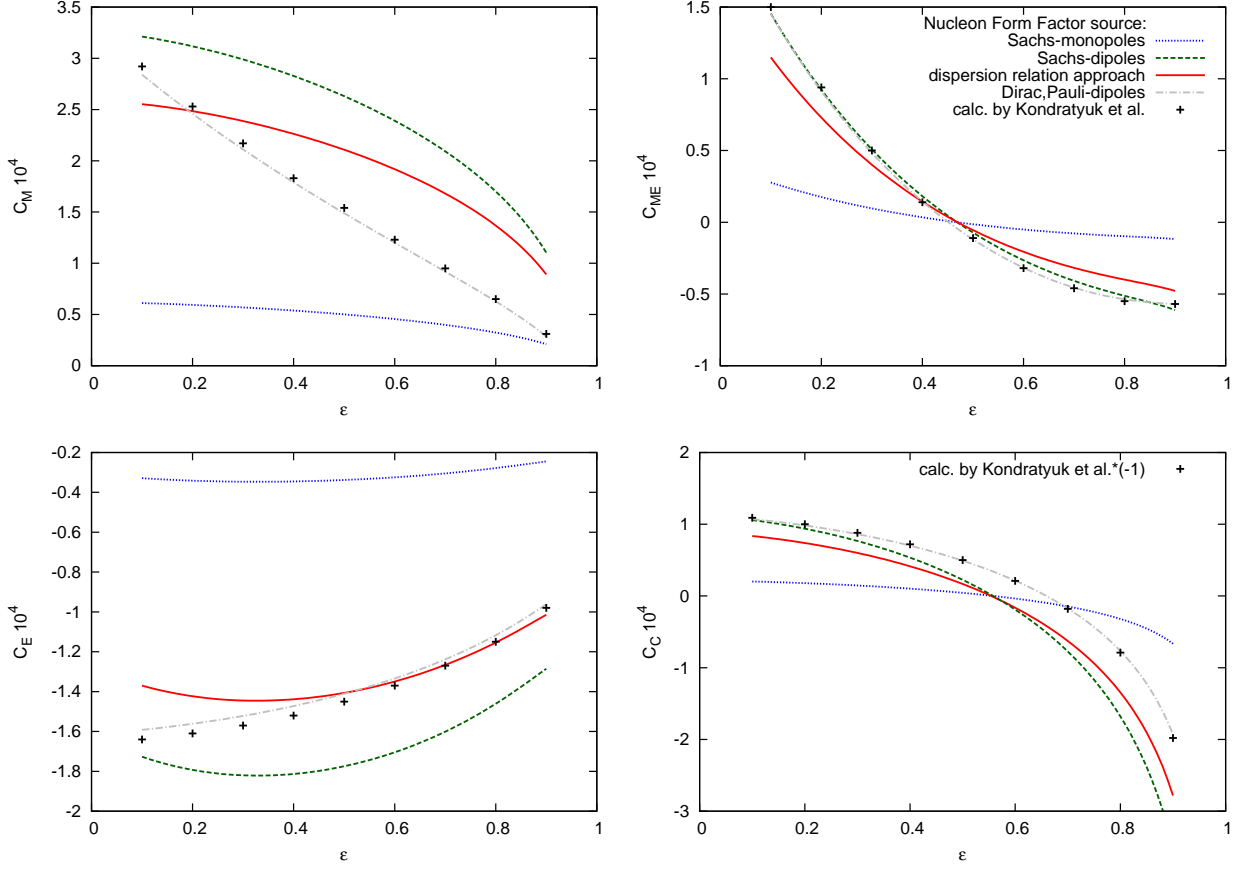 C_M 10^4
3.5
3
2.5
2
1.5
1
0.5
0
0 0.2 0.4 0.6 0.8 1
ε
C_ME 10^4
1.5
1
0.5
0
-0.5
-1
0 0.2 0.4 0.6 0.8 1
ε
Nucleon Form Factor source:
Sachs-monopoles
Sachs-dipoles
dispersion relation approach
Dirac,Pauli-dipoles
calc. by Kondratyuk et al.
C_E 10^4
-0.2
-0.4
-0.6
-0.8
-1
-1.2
-1.4
-1.6
-1.8
-2
0 0.2 0.4 0.6 0.8 1
ε
C_C 10^4
2
1
0
-1
-2
-3
0 0.2 0.4 0.6 0.8 1
ε
calc. by Kondratyuk et al.*(-1)